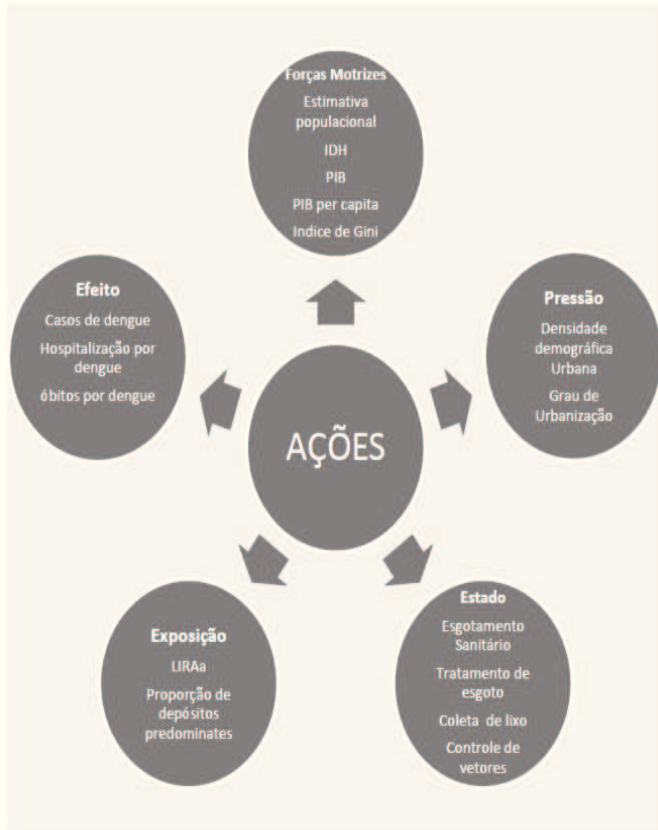 Forças Motrizes
Estimativa
populacional
IDH
PIB
PIB per capita
Indice de Gini
Pressão
Densidade
demográfica
Urbana
Grau de
Urbanização
Estado
Esgotamento
Sanitário
Tratamento de
esgoto
Coleta de lixo
Controle de
vetores
Exposição
LIRAa
Proporção de
depósitos
predominates
Efeito
Casos de dengue
Hospitalização por
dengue
óbitos por dengue
AÇÕES